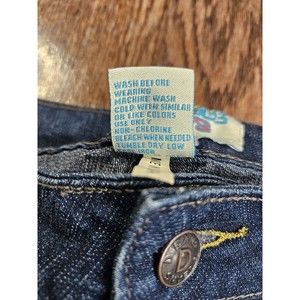 WASH BEFORE
WEARING
MACHINE WASH
COLD WITH SIMILAR
OR LIKE COLORS
USE ONLY
NON-CHLORINE
BLEACH WHEN NEEDED
TUMBLE DRY LOW
D